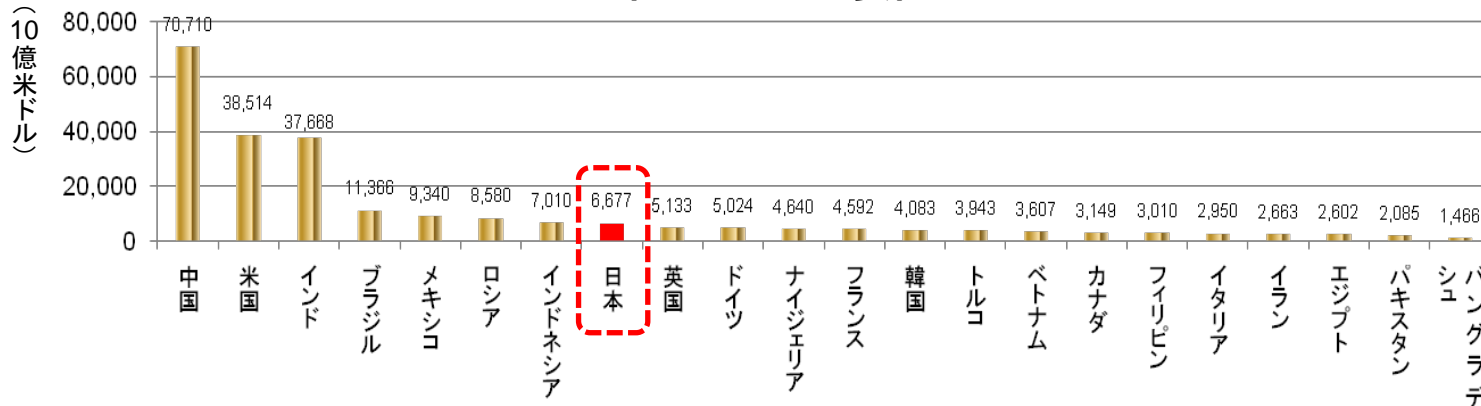 （10億米ドル）
80,000
60,000
40,000
20,000
0
70,710
38,514
37,668
11,366
9,340
8,580
7,010
6,677
5,133
5,024
4,640
4,592
4,083
3,943
3,607
3,149
3,010
2,950
2,663
2,602
2,085
1,466
中国
米国
インド
ブラジル
メキシコ
ロシア
インドネシア
日本
英国
ドイツ
ナイジェリア
フランス
韓国
トルコ
ベトナム
カナダ
フィリピン
イタリア
イラン
エジプト
パキスタン
バングラデ
シュ